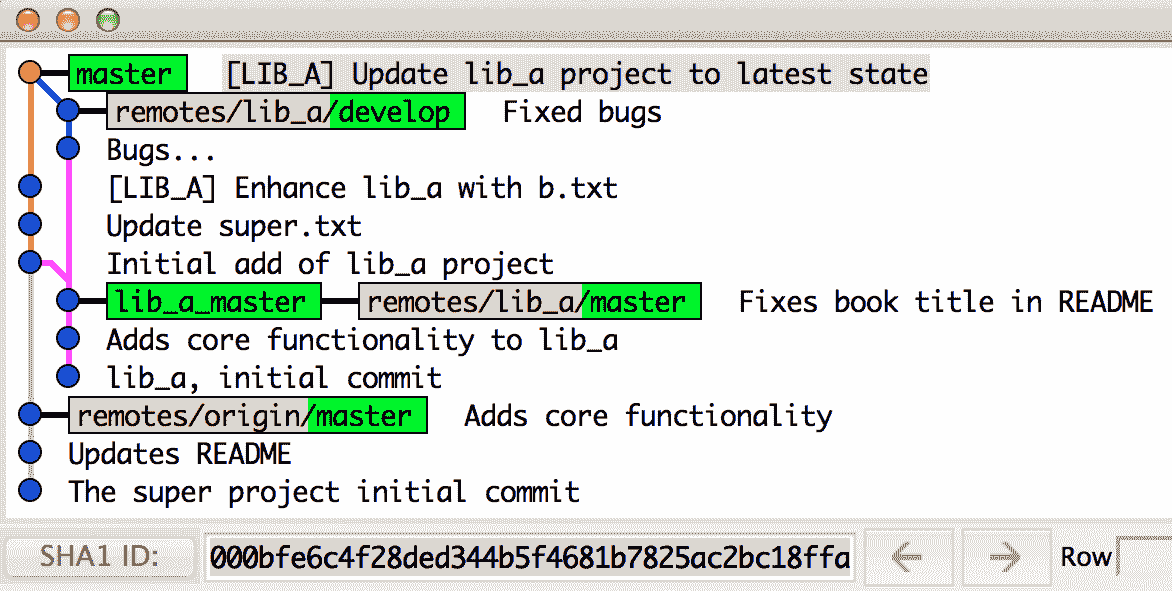 master [LIB_A] Update lib_a project to latest state
remotes/lib_a/develop Fixed bugs
Bugs...
[LIB_A] Enhance lib_a with b.txt
Update super.txt
Initial add of lib_a project
lib_a_master remotes/lib_a/master Fixes book title in README
Adds core functionality to lib_a
lib_a, initial commit
remotes/origin/master Adds core functionality
Updates README
The super project initial commit
SHA1 ID: 000bfe6c4f28ded344b5f4681b7825ac2bc18ffa ← → Row